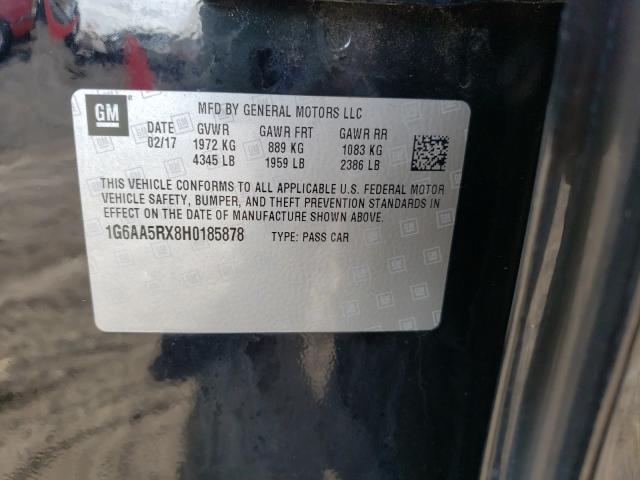 GM
MFD BY GENERAL MOTORS LLC
DATE GVWR GAWR FRT GAWR RR
02/17 1972 KG 889 KG 1083 KG
4345 LB 1959 LB 2386 LB
THIS VEHICLE CONFORMS TO ALL APPLICABLE U.S. FEDERAL MOTOR
VEHICLE SAFETY, BUMPER, AND THEFT PREVENTION STANDARDS IN
EFFECT ON THE DATE OF MANUFACTURE SHOWN ABOVE.
1G6AA5RX8H0185878 TYPE: PASS CAR